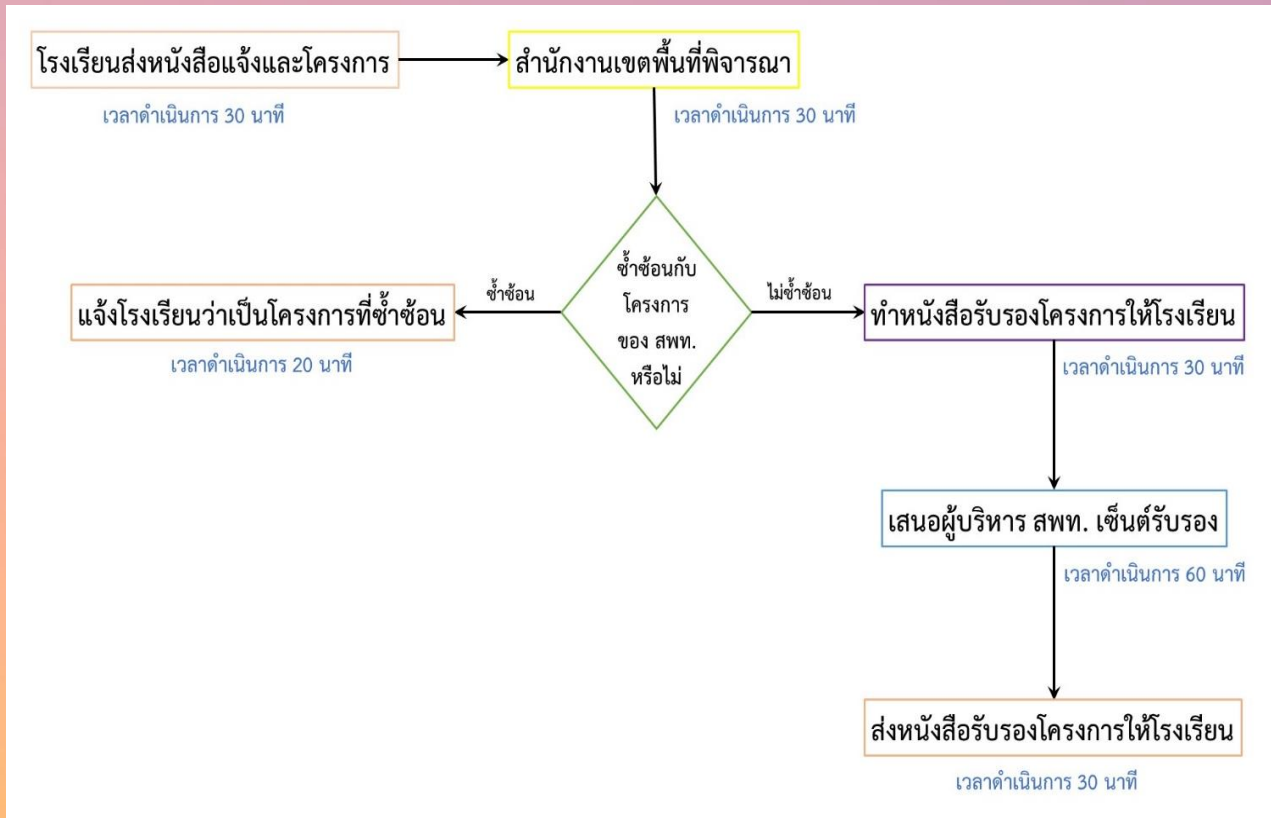 โรงเรียนส่งหนังสือแจ้งและโครงการ
เวลาดำเนินการ 30 นาที
สำนักงานเขตพื้นที่พิจารณา
เวลาดำเนินการ 30 นาที
ซ้ำซ้อนกับ
โครงการ
ของ สพท.
หรือไม่
ซ้ำซ้อน
แจ้งโรงเรียนว่าเป็นโครงการที่ซ้ำซ้อน
เวลาดำเนินการ 20 นาที
ไม่ซ้ำซ้อน
ทำหนังสือรับรองโครงการให้โรงเรียน
เวลาดำเนินการ 30 นาที
เสนอผู้บริหาร สพท. เซ็นต์รับรอง
เวลาดำเนินการ 60 นาที
ส่งหนังสือรับรองโครงการให้โรงเรียน
เวลาดำเนินการ 30 นาที